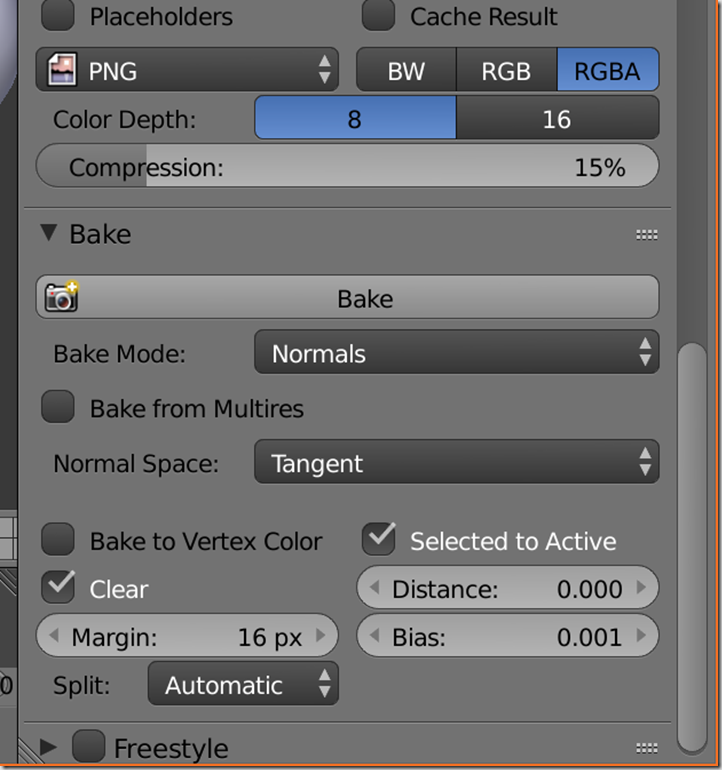 Placeholders Cache Result
PNG BW RGB RGBA
Color Depth: 8 16
Compression: 15%
Bake
Bake
Bake Mode: Normals
Bake from Multires
Normal Space: Tangent
Bake to Vertex Color Selected to Active
Clear Distance: 0.000
Margin: 16 px Bias: 0.001
0 Split: Automatic
Freestyle